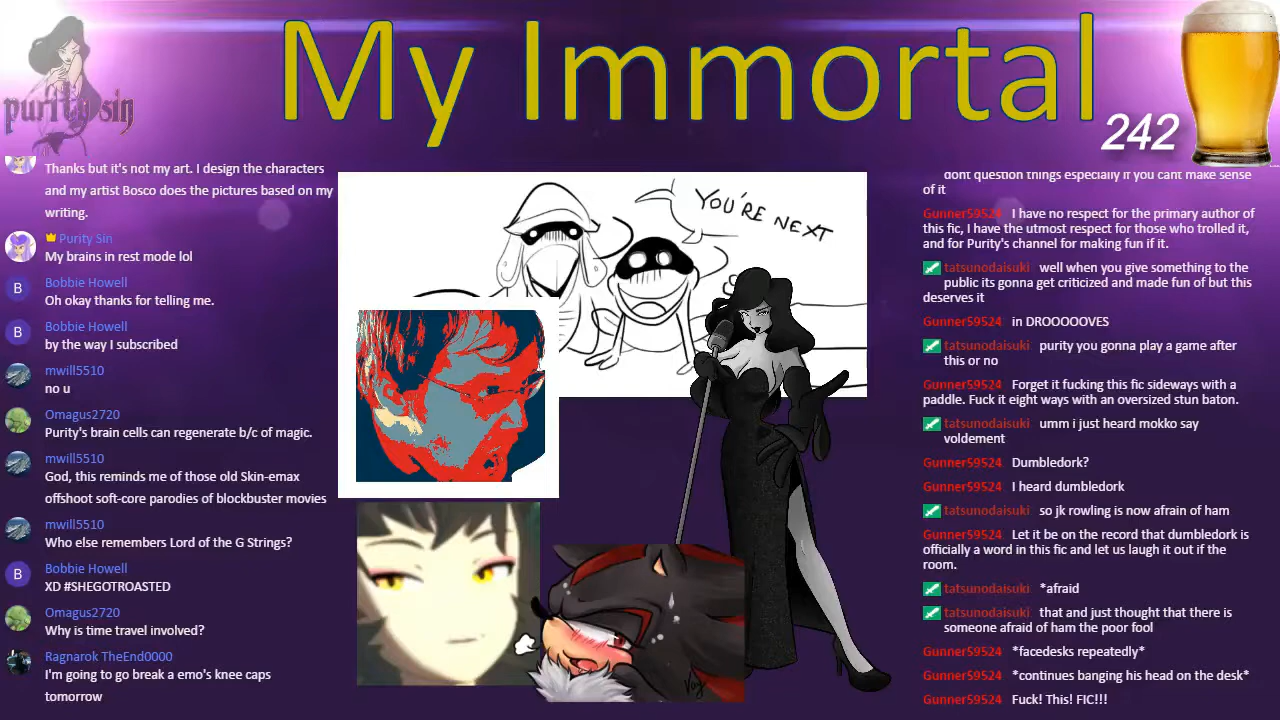 My Immortal
purity sin
242
Thanks but it's not my art. I design the characters
and my artist Bosco does the pictures based on my
writing.
Purity Sin
My brains in rest mode lol
B
Bobbie Howell
Oh okay thanks for telling me.
B
Bobbie Howell
by the way I subscribed
mwill5510
no u
Omagus2720
Purity's brain cells can regenerate b/c of magic.
mwill5510
God, this reminds me of those old Skin-emax
offshoot soft-core parodies of blockbuster movies
mwill5510
Who else remembers Lord of the G Strings?
B
Bobbie Howell
XD #SHEGOTROASTED
Omagus2720
Why is time travel involved?
Ragnarok TheEnd0000
I'm going to go break a emo's knee caps
tomorrow
YOU'RE NEXT
dont question things especially if you cant make sense
of it
Gunner59524 I have no respect for the primary author of
this fic, I have the utmost respect for those who trolled it,
and for Purity's channel for making fun if it.
tatsunodaisuki well when you give something to the
public its gonna get criticized and made fun of but this
deserves it
Gunner59524 in DROOOOOVES
tatsunodaisuki purity you gonna play a game after
this or no
Gunner59524 Forget it fucking this fic sideways with a
paddle. Fuck it eight ways with an oversized stun baton.
tatsunodaisuki umm i just heard mokko say
voldement
Gunner59524 Dumbledork?
Gunner59524 I heard dumbledork
tatsunodaisuki so jk rowling is now afrain of ham
Gunner59524 Let it be on the record that dumbledork is
officially a word in this fic and let us laugh it out if the
room.
tatsunodaisuki *afraid
tatsunodaisuki that and just thought that there is
someone afraid of ham the poor fool
Gunner59524 *facedesks repeatedly*
Gunner59524 *continues banging his head on the desk*
Gunner59524 Fuck! This! FIC!!!